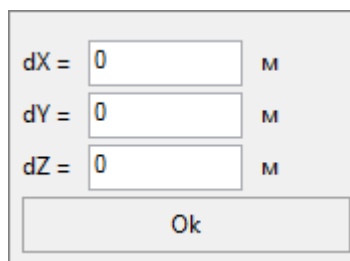 dX = 0 м
dY = 0 м
dZ = 0 м
Ok